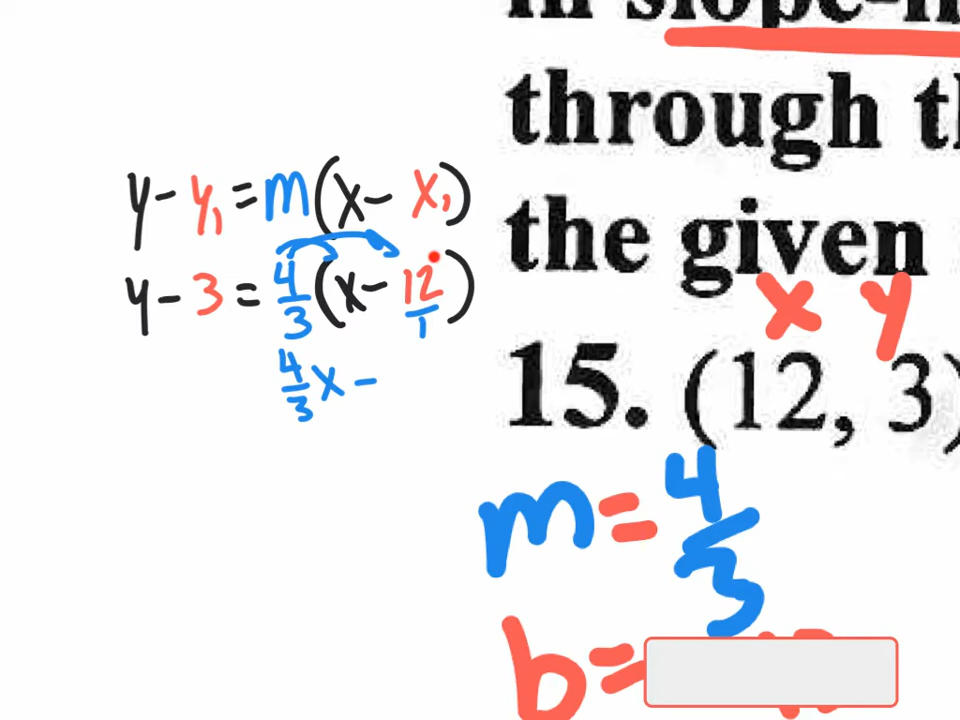 in slope-
through t
the given
y - y₁ = m(x - x₁)
y - 3 = 4/3(x - 12/1)
4/3x -
x y
15. (12, 3)
m = 4/3
b =